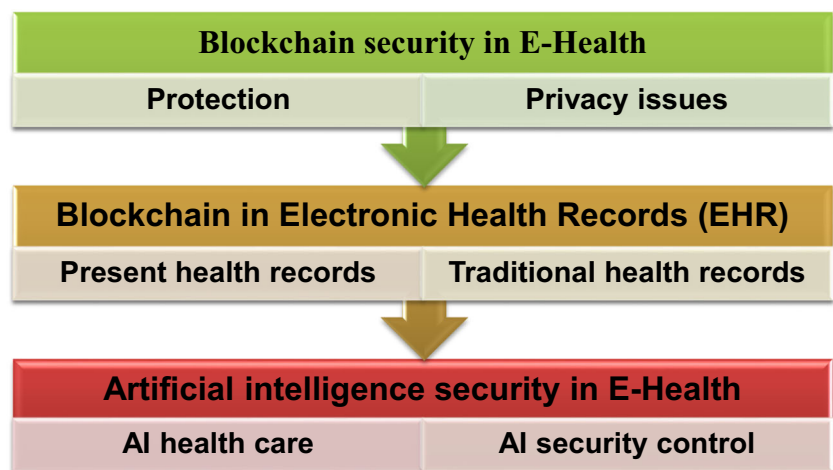 Blockchain security in E-Health
Protection
Privacy issues
Blockchain in Electronic Health Records (EHR)
Present health records
Traditional health records
Artificial intelligence security in E-Health
AI health care
AI security control